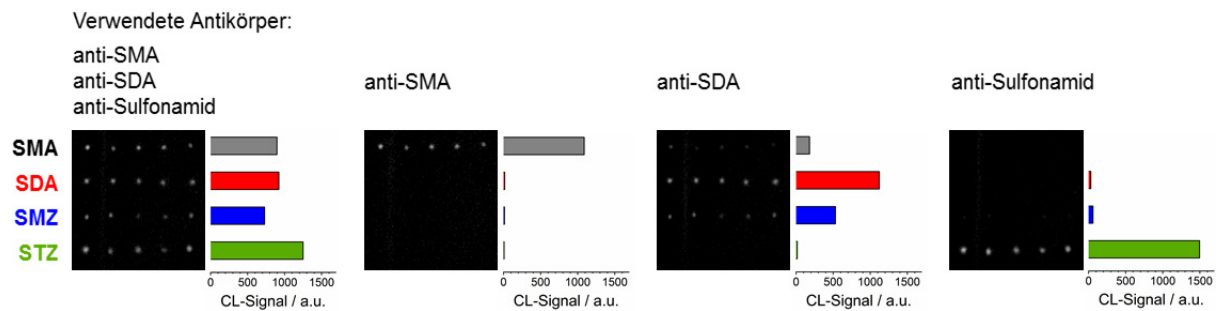 Verwendete Antikörper:
anti-SMA
anti-SDA
anti-Sulfonamid
anti-SMA
anti-SDA
anti-Sulfonamid
SMA
SDA
SMZ
STZ
0 500 1000 1500
CL-Signal / a.u.
0 500 1000 1500
CL-Signal / a.u.
0 500 1000 1500
CL-Signal / a.u.
0 500 1000 1500
CL-Signal / a.u.